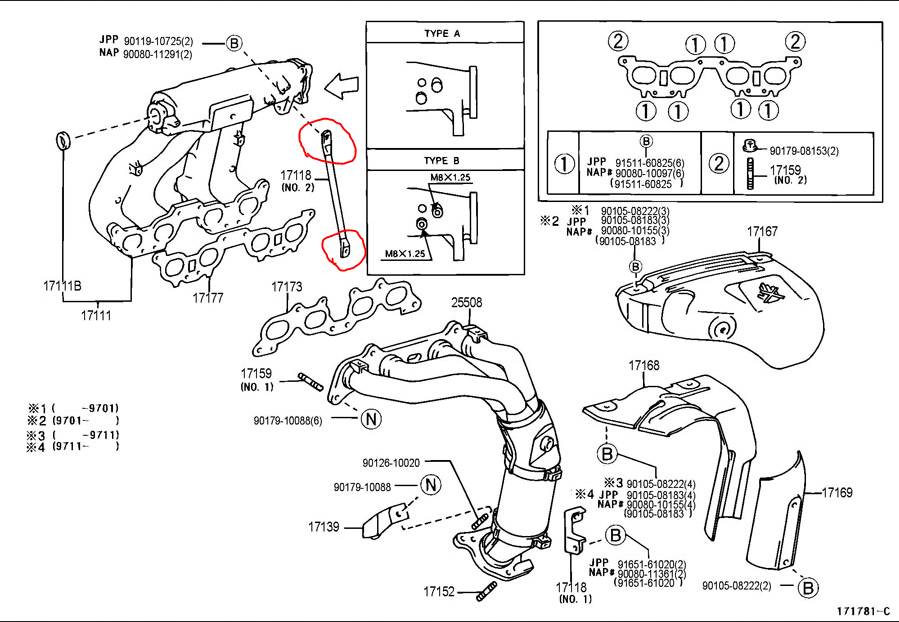 JPP 90119-10725(2)
NAP 90080-11291(2)
B
17111B
17111
17177
17118
(NO. 2)
TYPE A
TYPE B
M8×1.25
M8×1.25
2
1
1
2
1
1
1
1
1
B
JPP 91511-60825(6)
NAP# 90080-10097(6)
(91511-60825 )
2
90179-08153(2)
17159
(NO. 2)
※1 90105-08222(3)
※2 JPP 90105-08183(3)
NAP# 90080-10155(3)
(90105-08183 )
B
17167
17173
25508
17159
(NO. 1)
90179-10088(6)
N
※1 ( -9701)
※2 (9701- )
※3 ( -9711)
※4 (9711- )
90126-10020
90179-10088
N
17139
17152
17168
B
※3 90105-08222(4)
※4 JPP 90105-08183(4)
NAP# 90080-10155(4)
(90105-08183 )
17169
B
JPP 91651-61020(2)
NAP# 90080-11361(2)
(91651-61020 )
17118
(NO. 1)
90105-08222(2)
B
171781-C